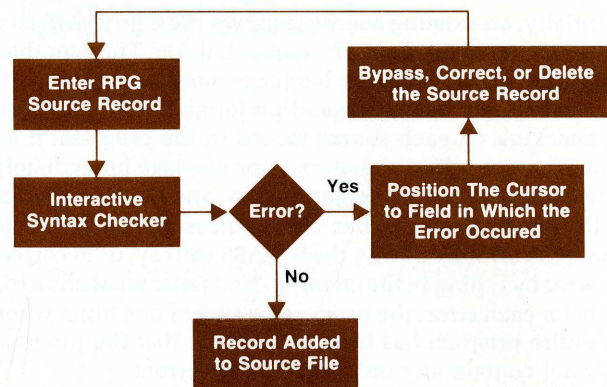 Enter RPG
Source Record
Bypass, Correct, or Delete
the Source Record
Interactive
Syntax Checker
Error?
Yes
Position The Cursor
to Field in Which the
Error Occured
No
Record Added
to Source File